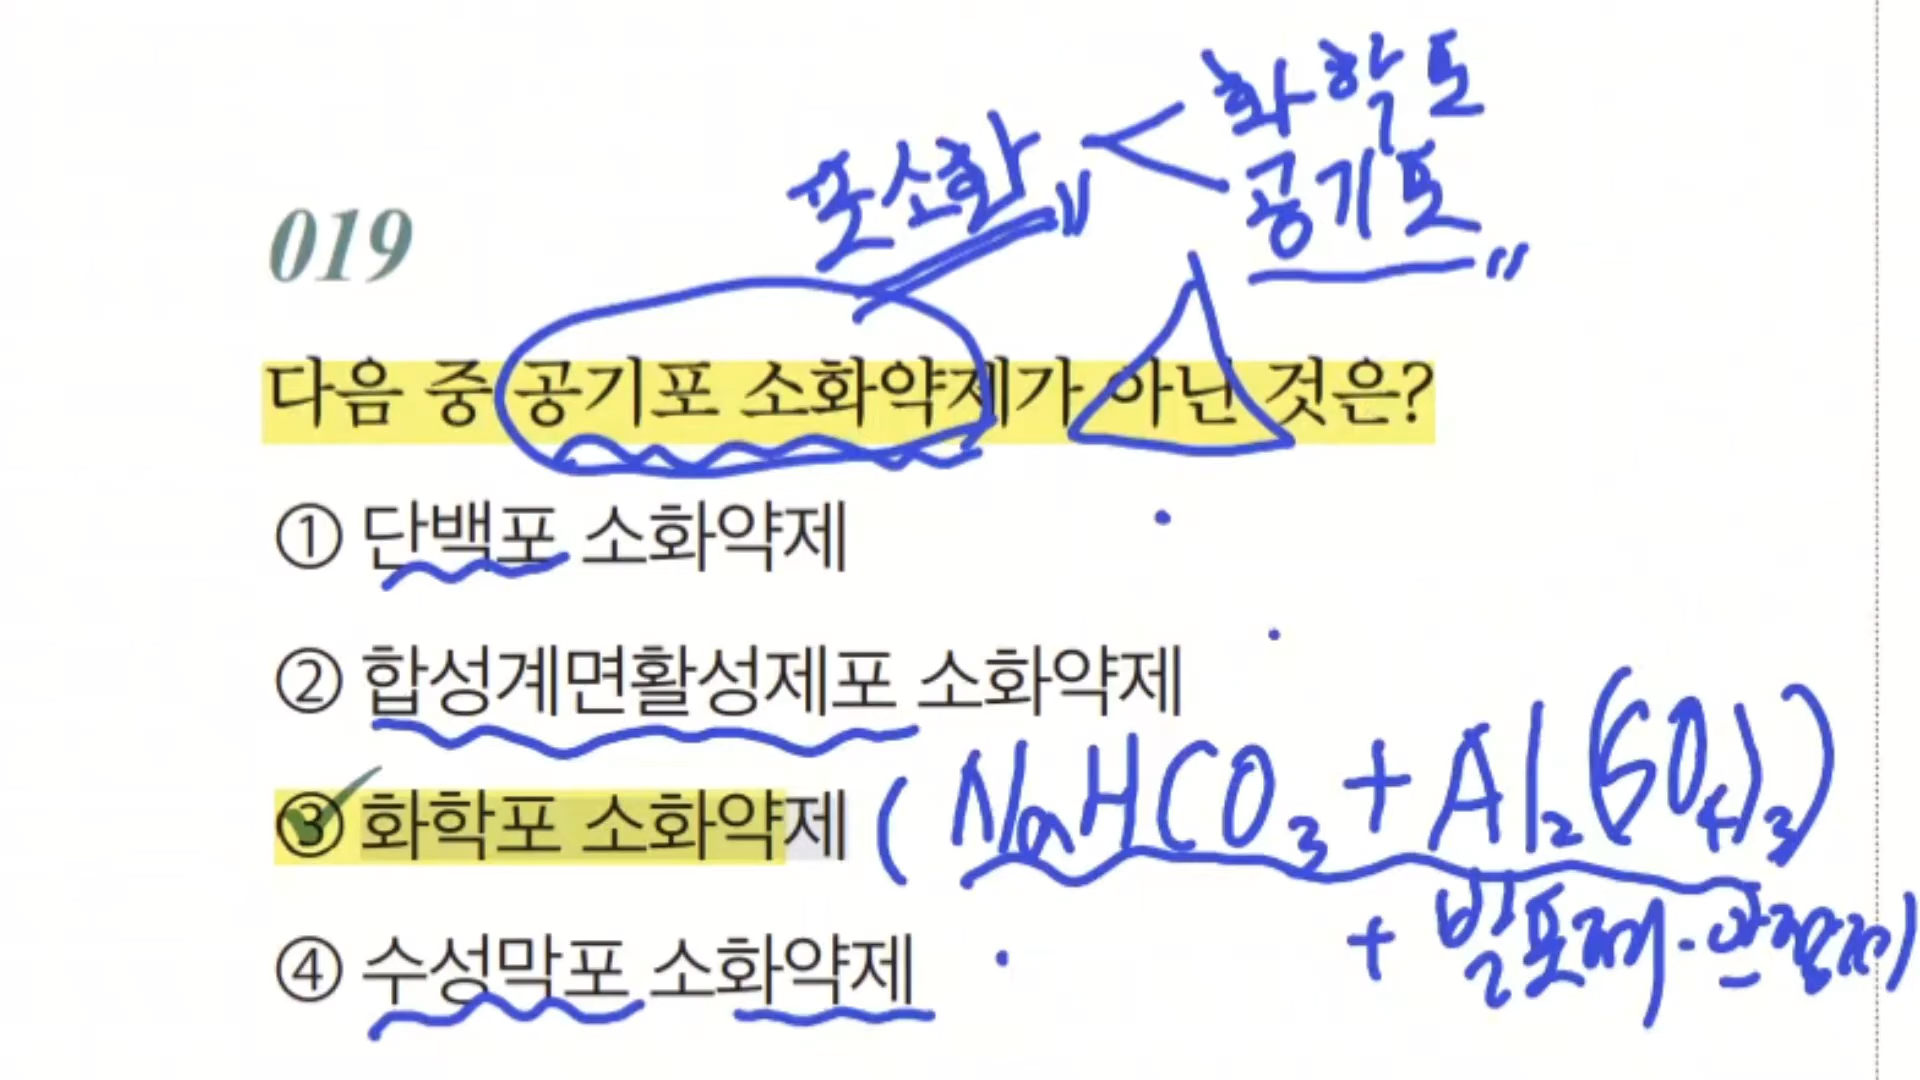 화학포
포소화 공기포
019
다음 중 공기포 소화약제가 아닌 것은?
① 단백포 소화약제
② 합성계면활성제포 소화약제
③ 화학포 소화약제 (NaHCO₃ + Al₂(SO₄)₃)
+ 발포제·안정제)
④ 수성막포 소화약제